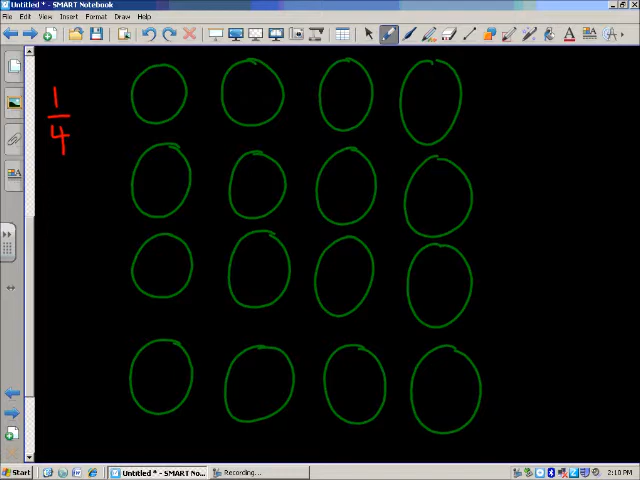 Untitled * - SMART Notebook
File Edit View Insert Format Draw Help
1
4
Start
Untitled * - SMART No...
Recording...
2:10 PM